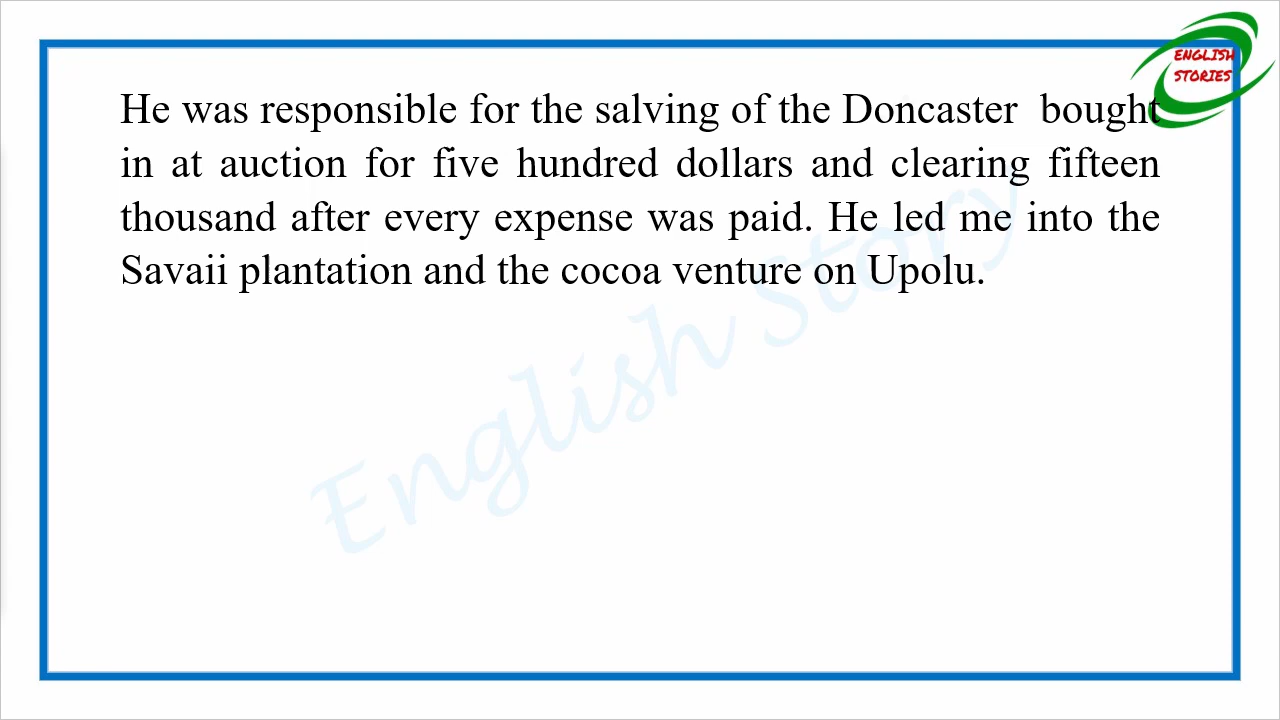 ENGLISH
STORIES
He was responsible for the salving of the Doncaster  bought
in at auction for five hundred dollars and clearing fifteen
thousand after every expense was paid. He led me into the
Savaii plantation and the cocoa venture on Upolu.
English Story